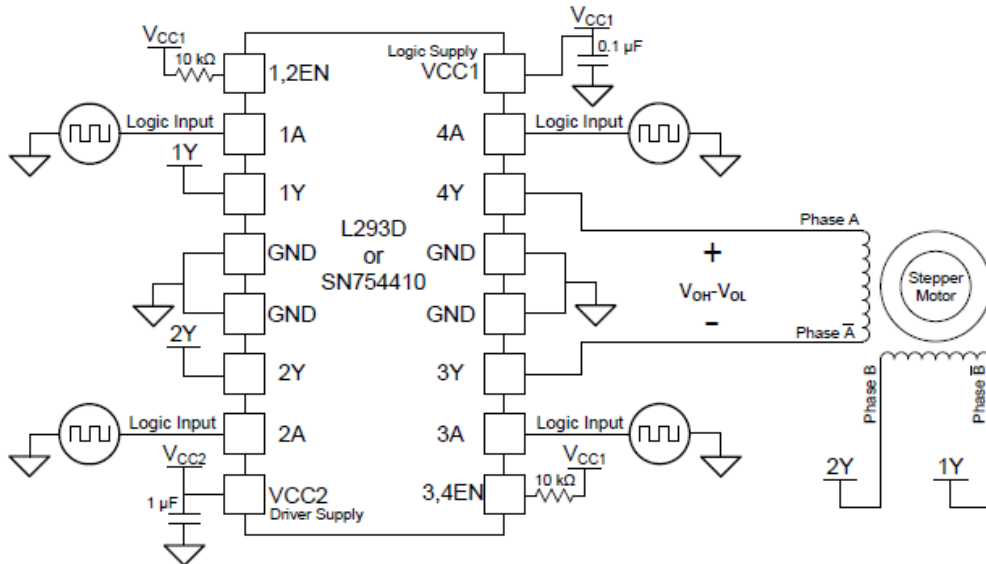 VCC1
10 kΩ
1,2EN
Logic Supply
VCC1
VCC1
0.1 µF
Logic Input
1A
4A
Logic Input
1Y
1Y
4Y
L293D
or
SN754410
Phase A
GND
GND
+
VOH-VOL
-
Stepper
Motor
GND
GND
Phase A̅
2Y
2Y
3Y
Phase B
Phase B̅
Logic Input
2A
3A
Logic Input
VCC2
1 µF
VCC2
Driver Supply
3,4EN
10 kΩ
VCC1
2Y
1Y